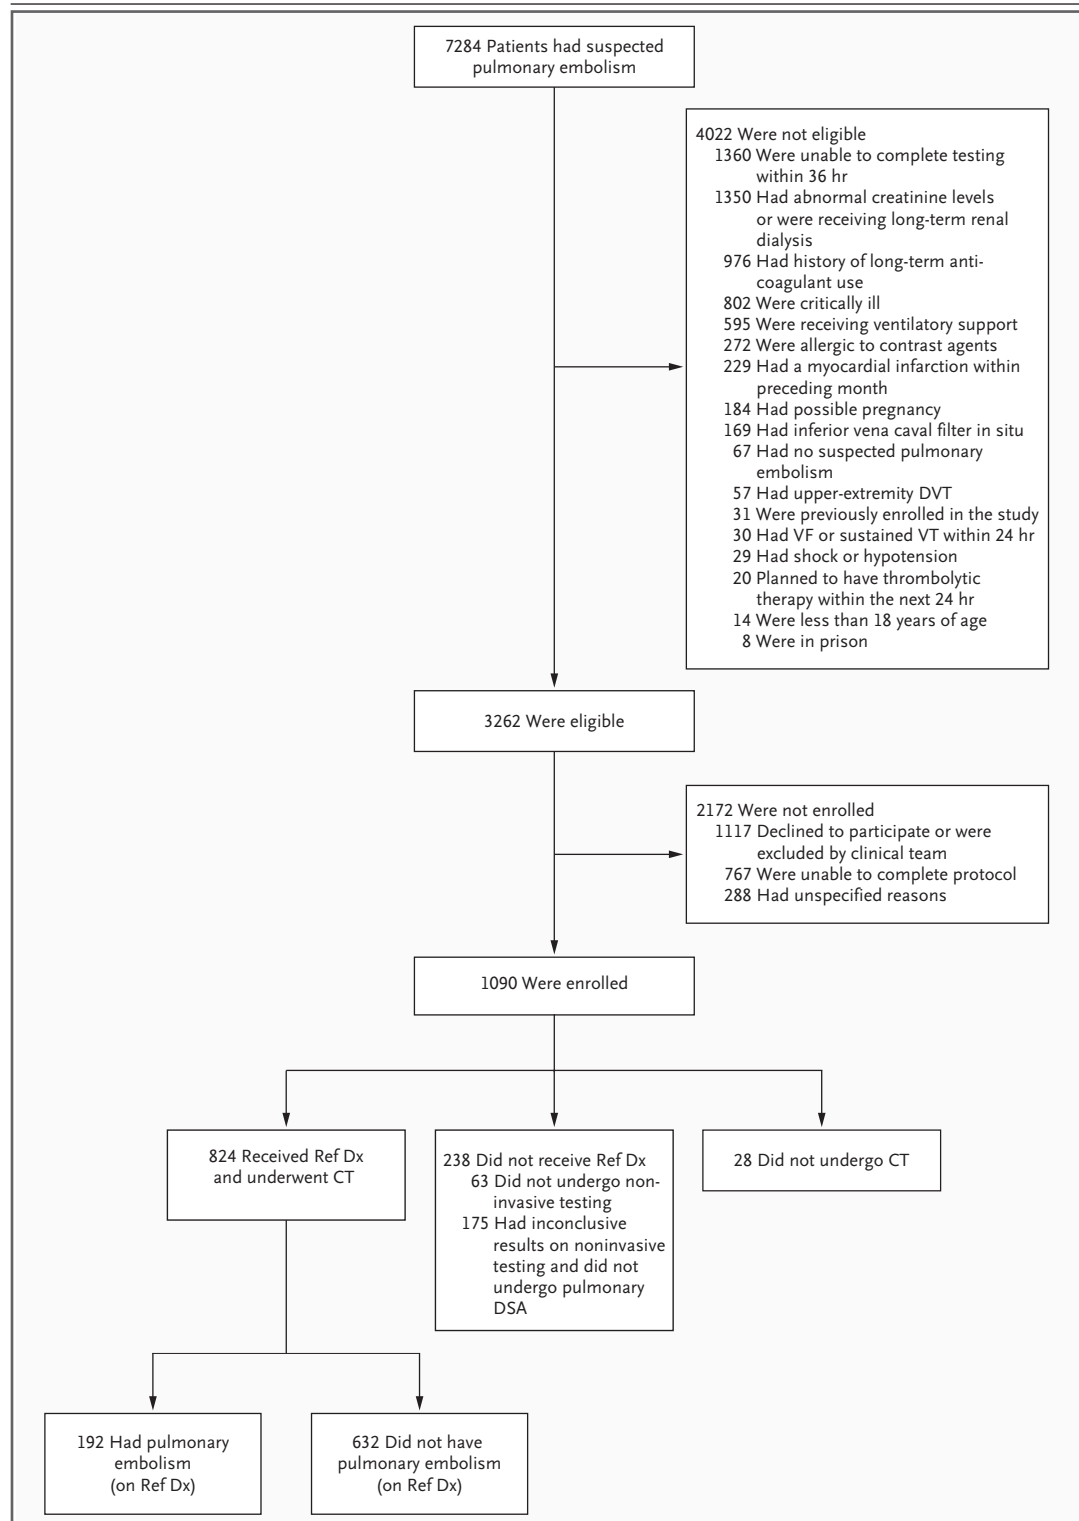 7284 Patients had suspected
pulmonary embolism
4022 Were not eligible
1360 Were unable to complete testing
within 36 hr
1350 Had abnormal creatinine levels
or were receiving long-term renal
dialysis
976 Had history of long-term anti-
coagulant use
802 Were critically ill
595 Were receiving ventilatory support
272 Were allergic to contrast agents
229 Had a myocardial infarction within
preceding month
184 Had possible pregnancy
169 Had inferior vena caval filter in situ
67 Had no suspected pulmonary
embolism
57 Had upper-extremity DVT
31 Were previously enrolled in the study
30 Had VF or sustained VT within 24 hr
29 Had shock or hypotension
20 Planned to have thrombolytic
therapy within the next 24 hr
14 Were less than 18 years of age
8 Were in prison
3262 Were eligible
2172 Were not enrolled
1117 Declined to participate or were
excluded by clinical team
767 Were unable to complete protocol
288 Had unspecified reasons
1090 Were enrolled
824 Received Ref Dx
and underwent CT
238 Did not receive Ref Dx
63 Did not undergo non-
invasive testing
175 Had inconclusive
results on noninvasive
testing and did not
undergo pulmonary
DSA
28 Did not undergo CT
192 Had pulmonary
embolism
(on Ref Dx)
632 Did not have
pulmonary embolism
(on Ref Dx)